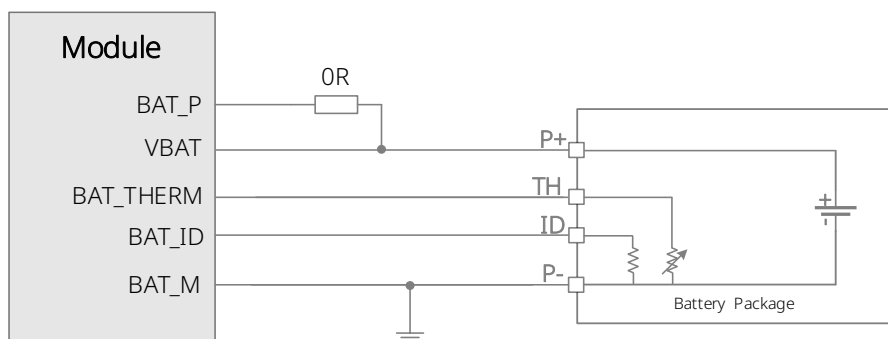 Module
0R
BAT_P
VBAT
P+
BAT_THERM
TH
BAT_ID
ID
BAT_M
P-
+
-
Battery Package